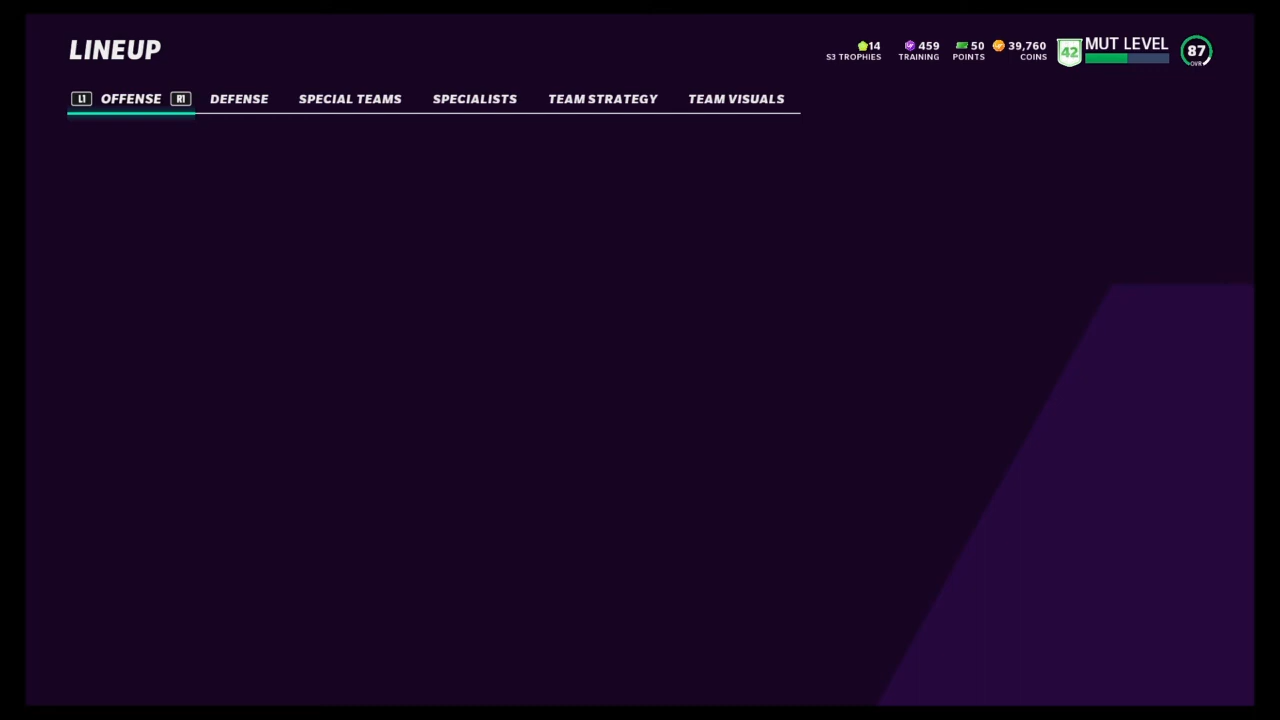 LINEUP
14 459 50 39,760
S3 TROPHIES TRAINING POINTS COINS
42 MUT LEVEL 87 OVR
L1 OFFENSE R1 DEFENSE SPECIAL TEAMS SPECIALISTS TEAM STRATEGY TEAM VISUALS